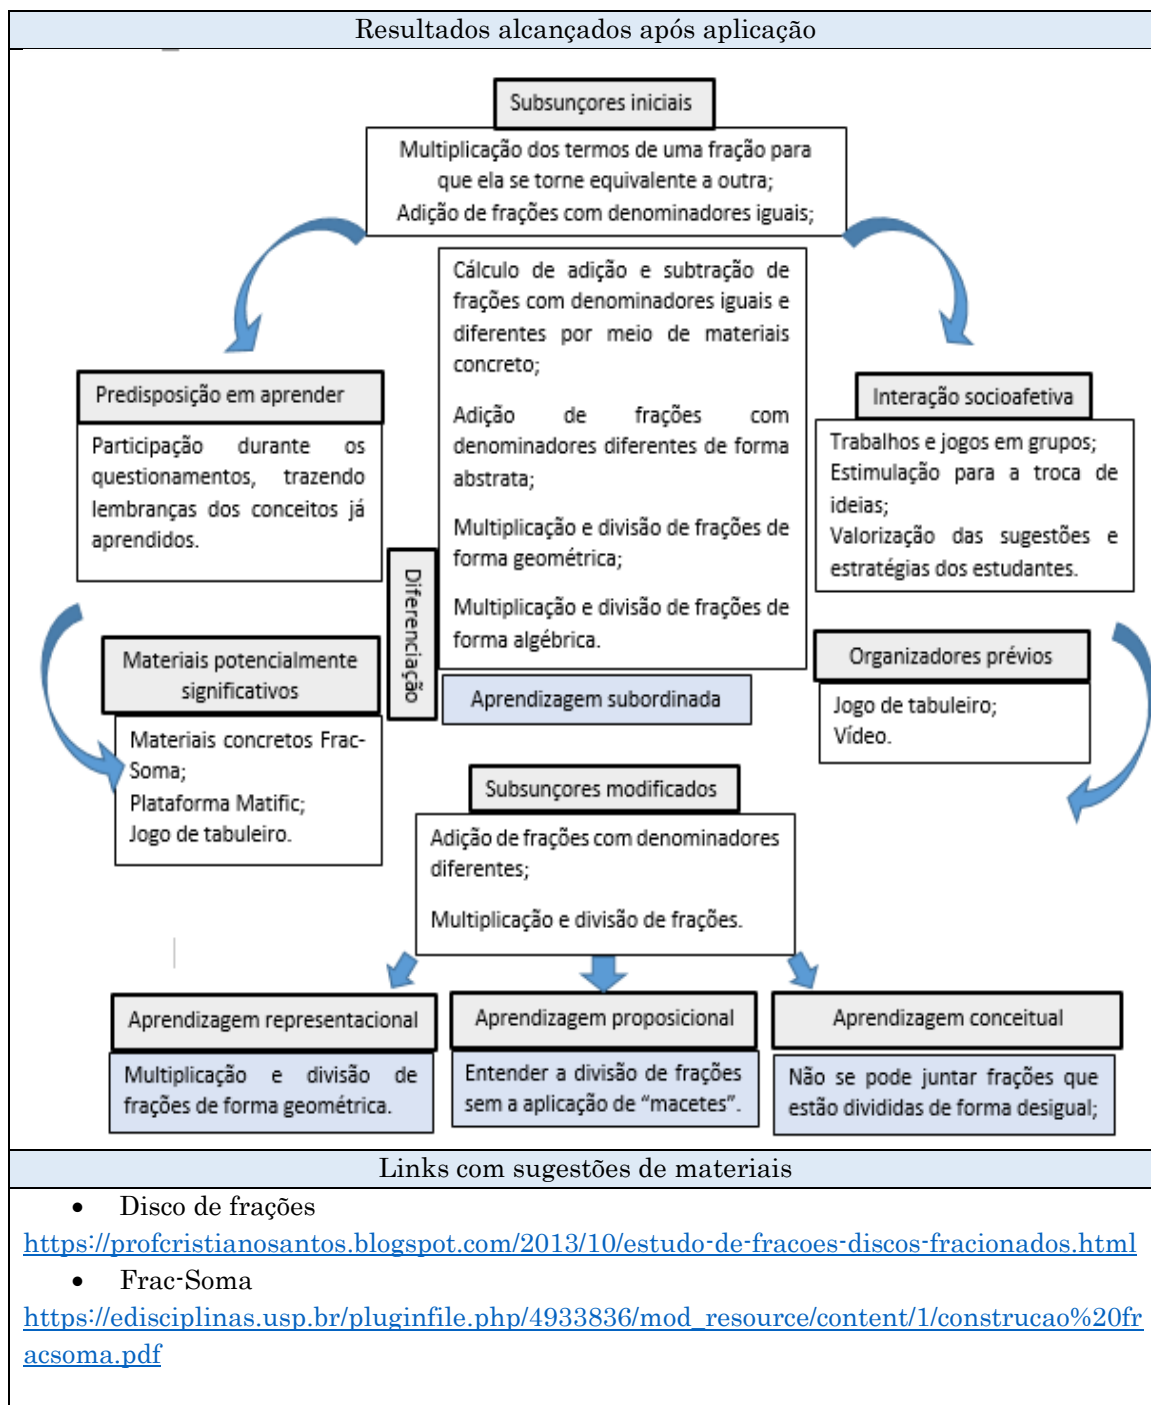 Resultados alcançados após aplicação
Subsunçores iniciais
Multiplicação dos termos de uma fração para
que ela se torne equivalente a outra;
Adição de frações com denominadores iguais;
Cálculo de adição e subtração de
frações com denominadores iguais e
diferentes por meio de materiais
concreto;
Adição de frações com
denominadores diferentes de forma
abstrata;
Multiplicação e divisão de frações de
forma geométrica;
Multiplicação e divisão de frações de
forma algébrica.
Aprendizagem subordinada
Diferenciação
Predisposição em aprender
Participação durante os
questionamentos, trazendo
lembranças dos conceitos já
aprendidos.
Interação socioafetiva
Trabalhos e jogos em grupos;
Estimulação para a troca de
ideias;
Valorização das sugestões e
estratégias dos estudantes.
Materiais potencialmente
significativos
Materiais concretos Frac-
Soma;
Plataforma Matific;
Jogo de tabuleiro.
Organizadores prévios
Jogo de tabuleiro;
Vídeo.
Subsunçores modificados
Adição de frações com denominadores
diferentes;
Multiplicação e divisão de frações.
Aprendizagem representacional
Multiplicação e divisão de
frações de forma geométrica.
Aprendizagem proposicional
Entender a divisão de frações
sem a aplicação de “macetes”.
Aprendizagem conceitual
Não se pode juntar frações que
estão divididas de forma desigual;
Links com sugestões de materiais
• Disco de frações
https://profcristianosantos.blogspot.com/2013/10/estudo-de-fracoes-discos-fracionados.html
• Frac-Soma
https://edisciplinas.usp.br/pluginfile.php/4933836/mod_resource/content/1/construcao%20fr
acsoma.pdf